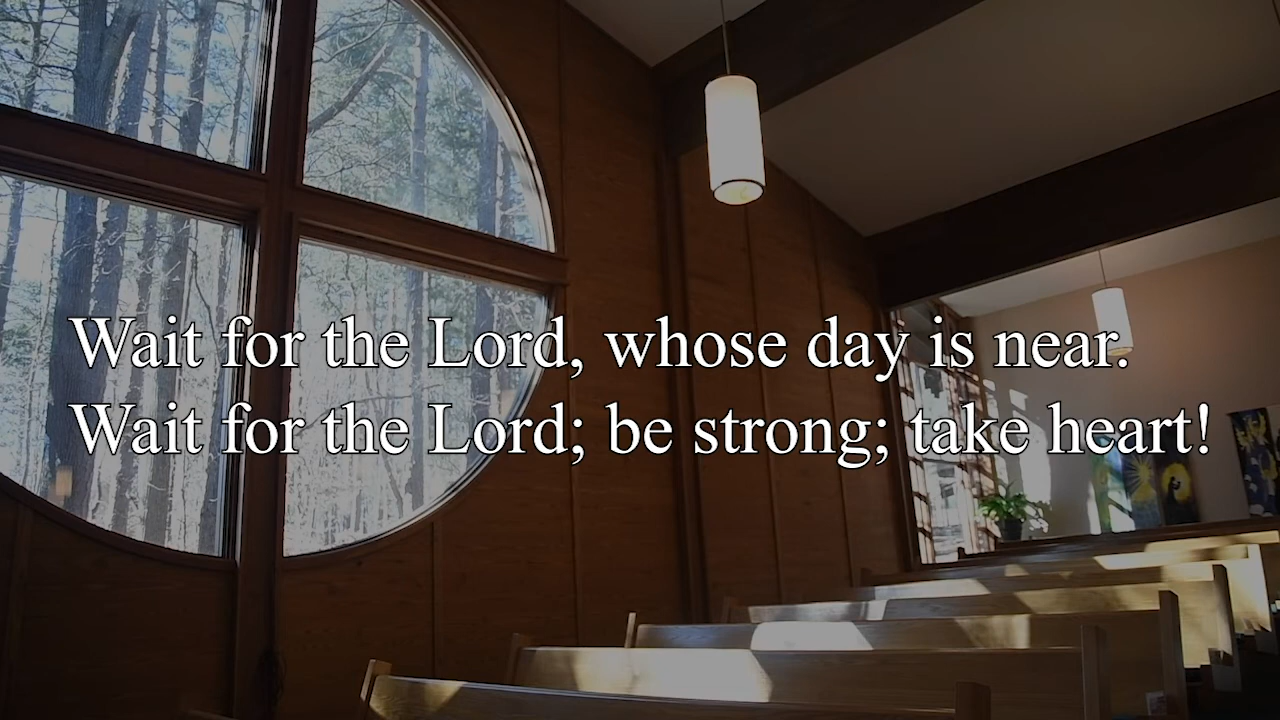 Wait for the Lord, whose day is near.
Wait for the Lord; be strong; take heart!